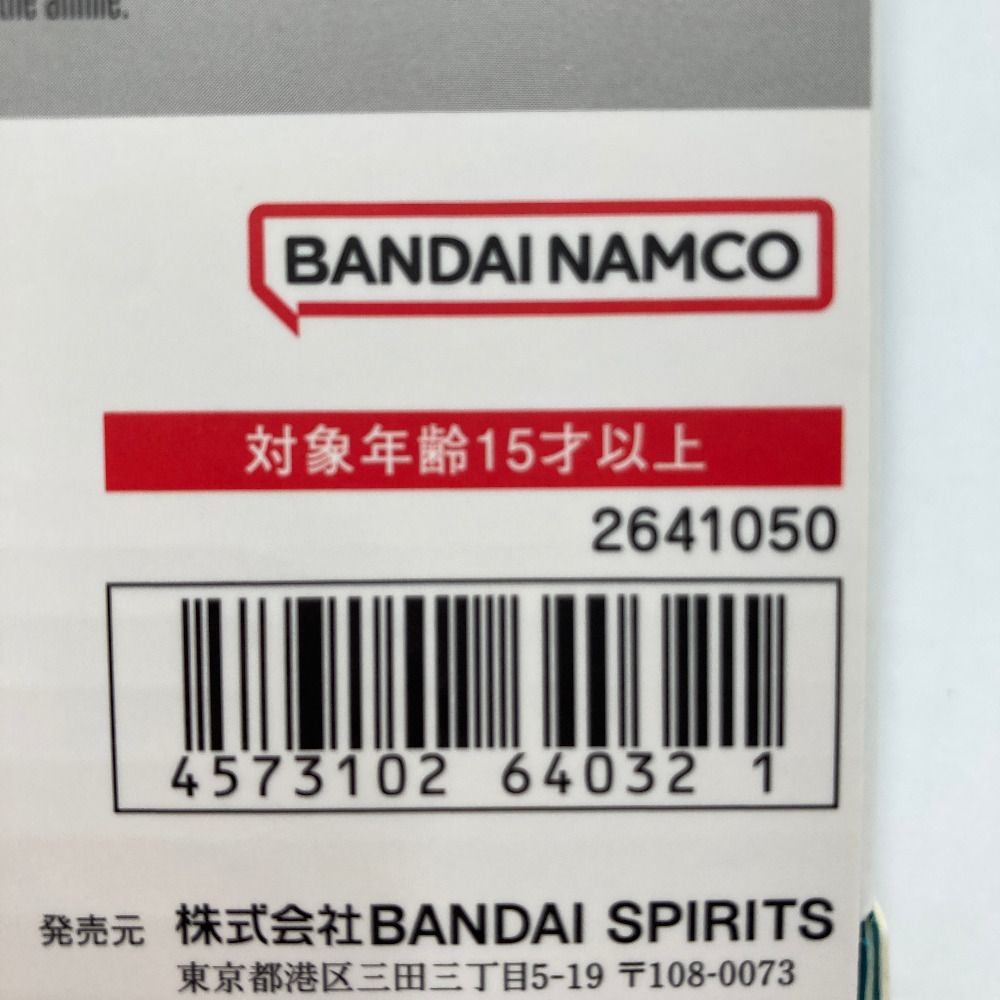 the anime.
BANDAI NAMCO
対象年齢15才以上
2641050
4573102 64032 1
発売元 株式会社BANDAI SPIRITS
東京都港区三田三丁目5-19 〒108-0073